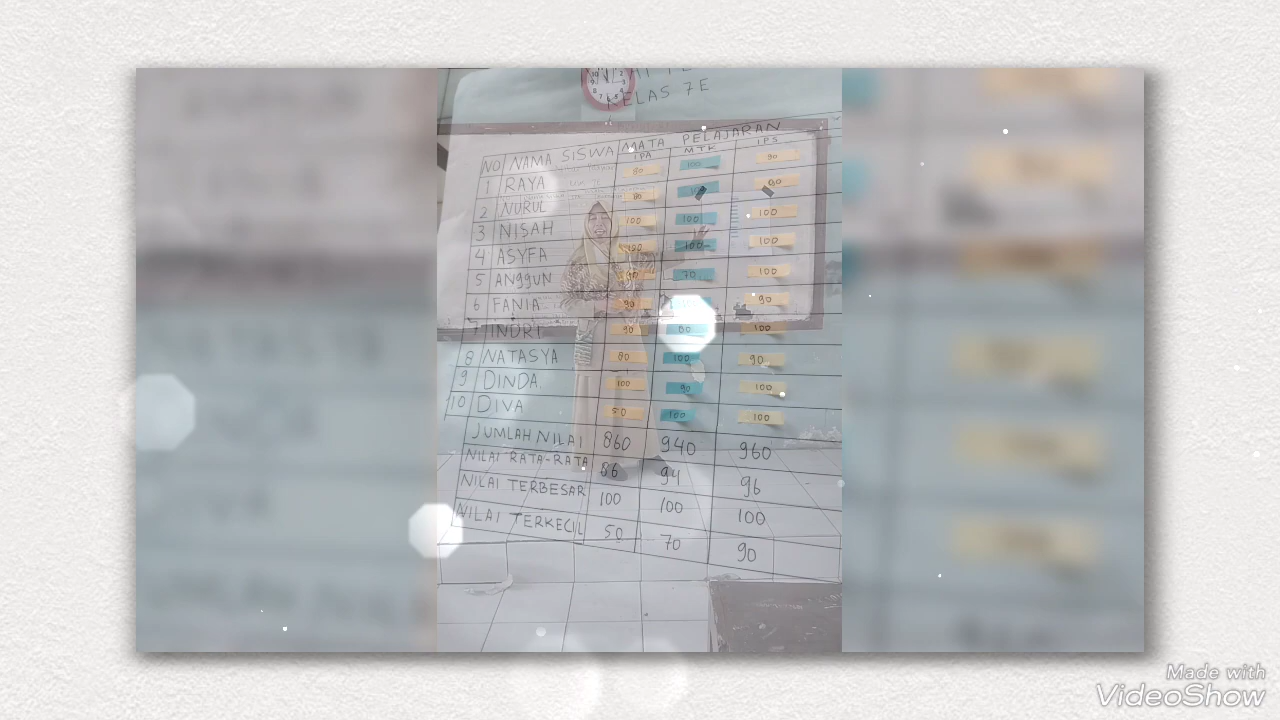 KELAS 7E
NO NAMA SISWA MATA PELAJARAN
IPA MTK IPS
1 RAYA 80 100 90
2 NURUL 80 90
3 NISAH 100 100 100
4 ASYFA 100 100 100
5 ANGGUN 70 100
6 FANIA 90 90
7 INDRI 90 80 100
8 NATASYA 80 100 90
9 DINDA 100 90 100
10 DIVA 50 100 100
JUMLAH NILAI 860 940 960
NILAI RATA-RATA 86 94 96
NILAI TERBESAR 100 100 100
NILAI TERKECIL 50 70 90
Made with
VideoShow